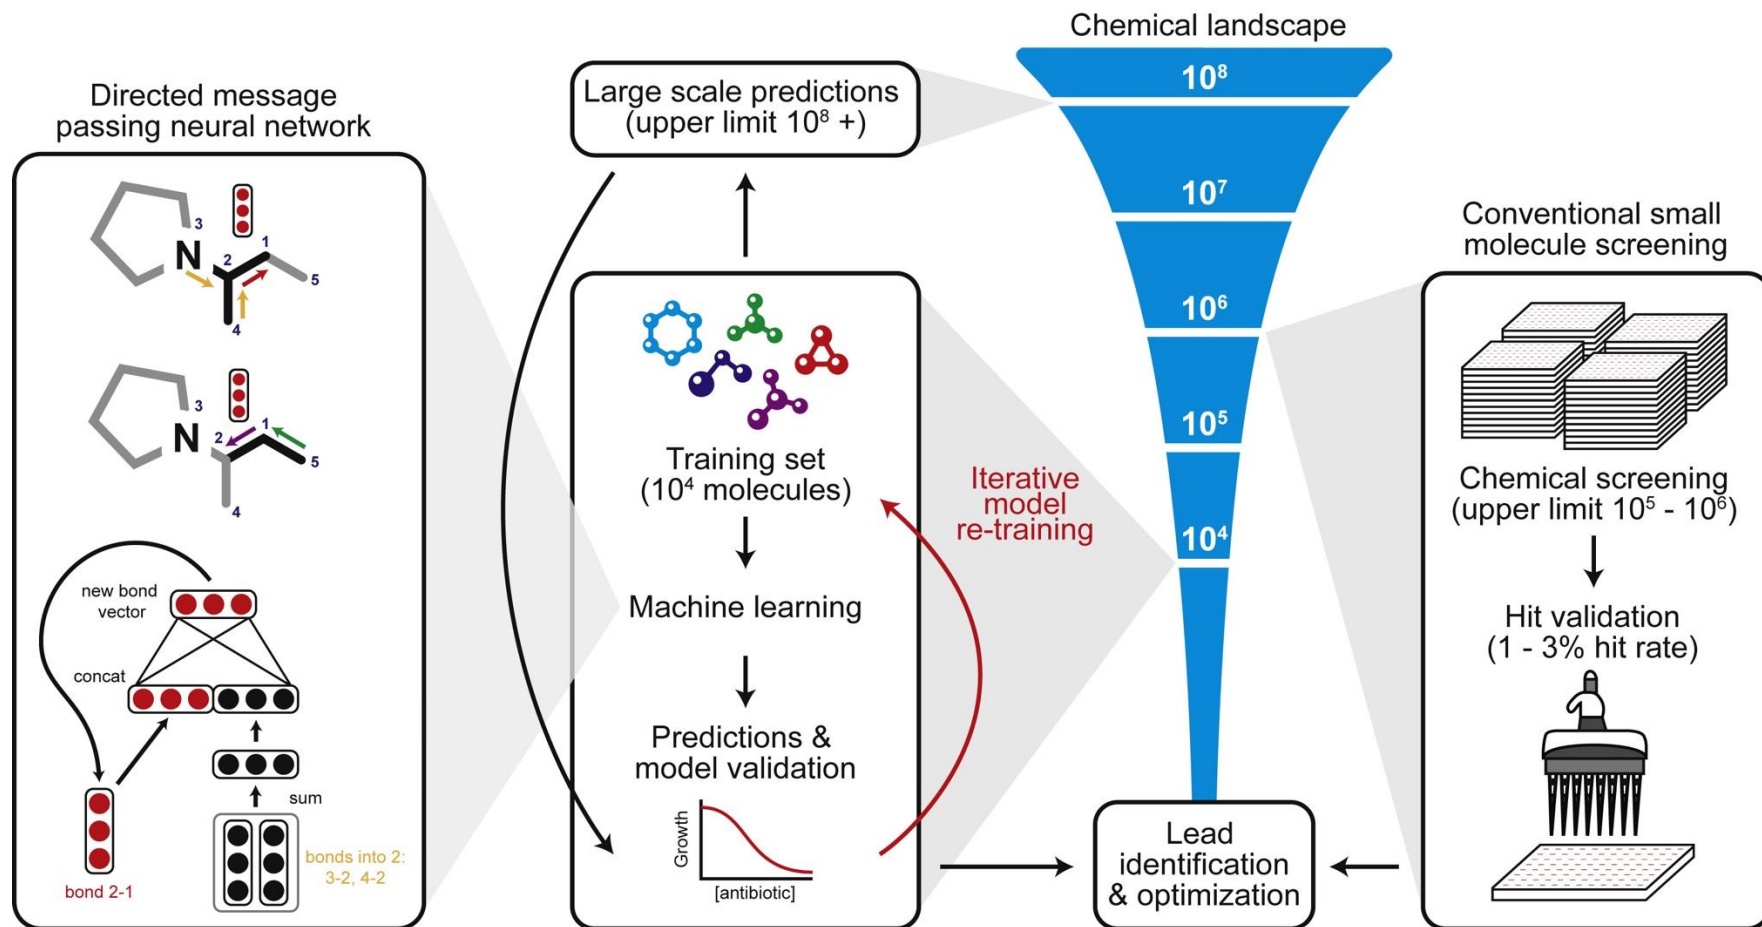 Directed message
passing neural network
3
N
2
1
5
4
3
N
2
1
5
4
new bond
vector
concat
sum
bond 2-1
bonds into 2:
3-2, 4-2
Large scale predictions
(upper limit 10⁸ +)
Training set
(10⁴ molecules)
Machine learning
Predictions &
model validation
Growth
[antibiotic]
Iterative
model
re-training
Chemical landscape
10⁸
10⁷
10⁶
10⁵
10⁴
Lead
identification
& optimization
Conventional small
molecule screening
Chemical screening
(upper limit 10⁵ - 10⁶)
Hit validation
(1 - 3% hit rate)